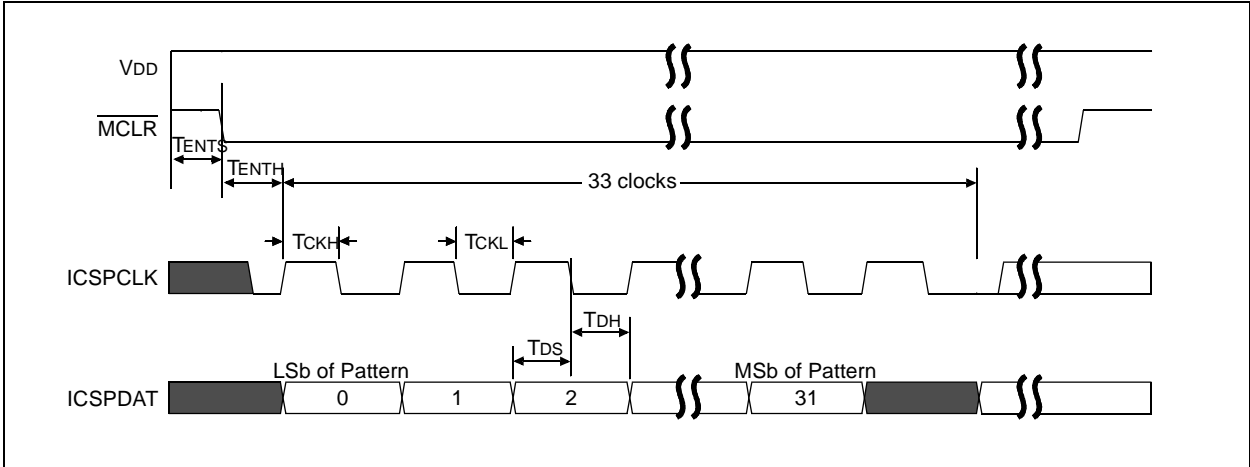 VDD
MCLR
TENTS
TENTH
33 clocks
TCKH
TCKL
ICSPCLK
TDH
TDS
LSb of Pattern
MSb of Pattern
ICSPDAT
0
1
2
31